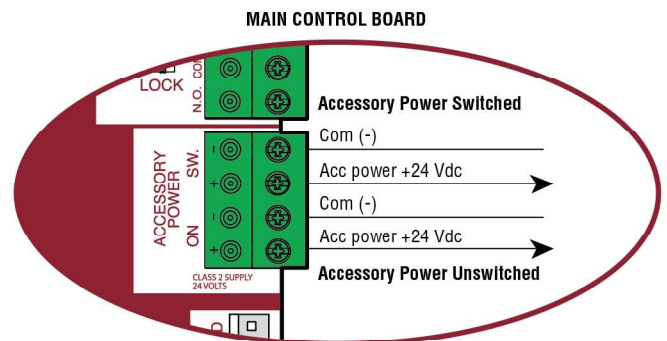 MAIN CONTROL BOARD
LOCK
N.O. COM
Accessory Power Switched
Com (-)
Acc power +24 Vdc
Com (-)
Acc power +24 Vdc
Accessory Power Unswitched
ACCESSORY
POWER
ON SW.
- + - +
CLASS 2 SUPPLY
24 VOLTS